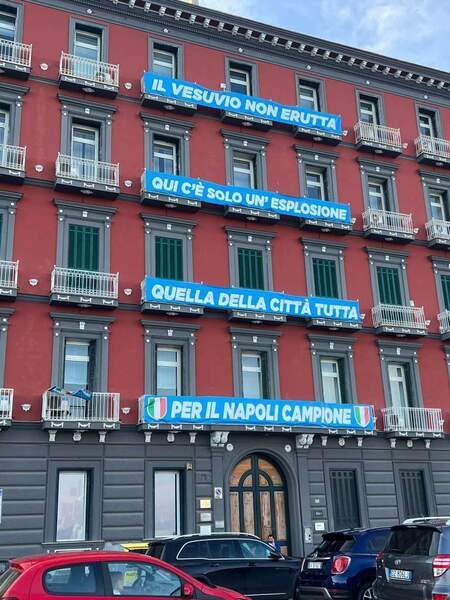 IL VESUVIO NON ERUTTA
QUI C'È SOLO UN' ESPLOSIONE
QUELLA DELLA CITTÀ TUTTA
PER IL NAPOLI CAMPIONE